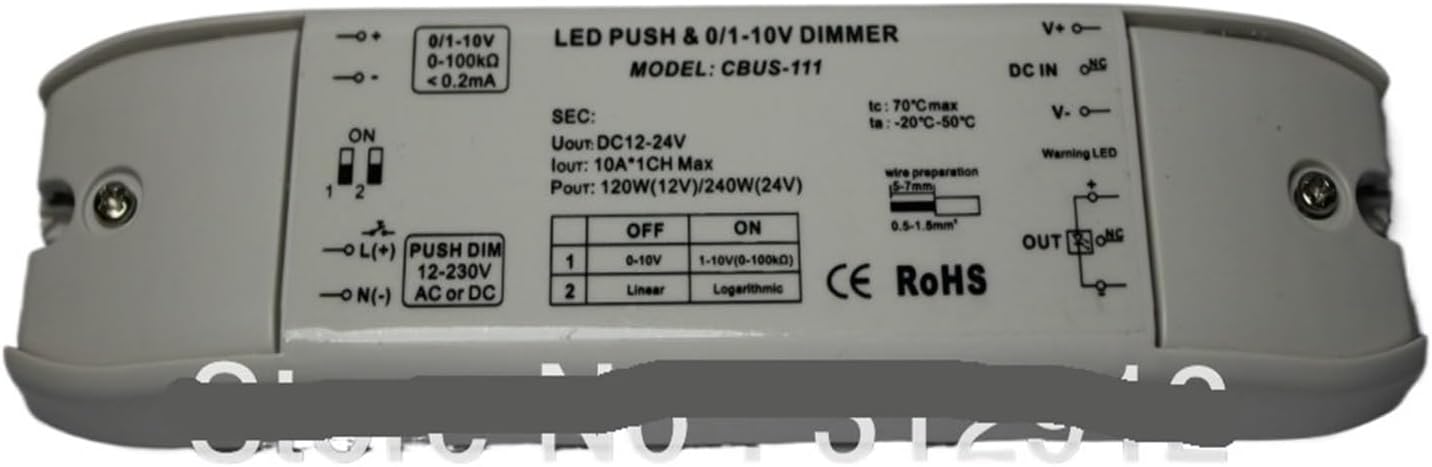 LED PUSH & 0/1-10V DIMMER
MODEL: CBUS-111
+
-
0/1-10V
0-100kΩ
< 0.2mA
ON
1 2
L(+)
N(-)
PUSH DIM
12-230V
AC or DC
SEC:
UOUT: DC12-24V
IOUT: 10A*1CH Max
POUT: 120W(12V)/240W(24V)
OFF ON
1 0-10V 1-10V(0-100kΩ)
2 Linear Logarithmic
tc : 70℃max
ta : -20℃-50℃
wire preparation
5-7mm
0.5-1.5mm²
CE RoHS
V+
DC IN NC
V-
Warning LED
+
OUT NC
-
Store No